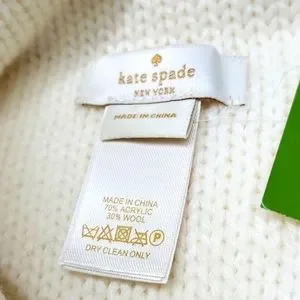 kate spade
NEW YORK
MADE IN CHINA
MADE IN CHINA
70% ACRYLIC
30% WOOL
P
DRY CLEAN ONLY